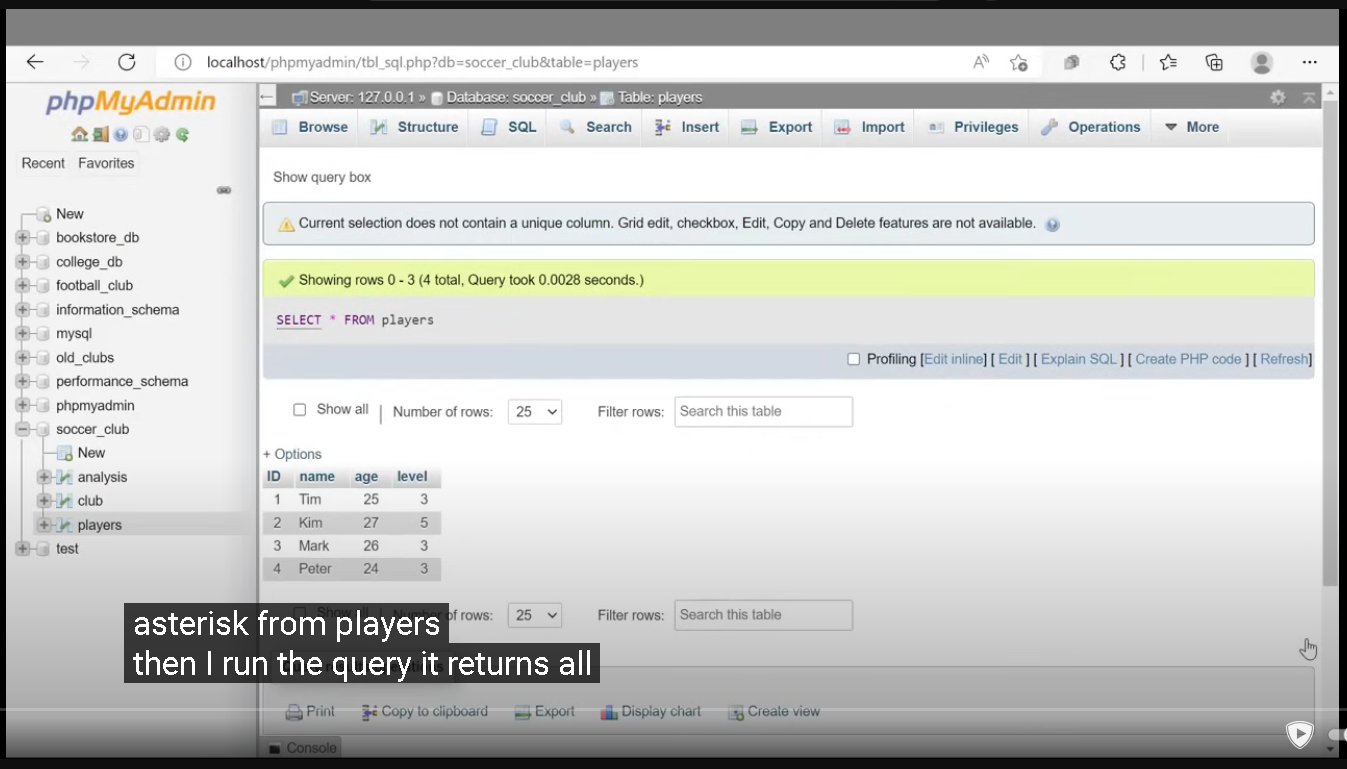 localhost/phpmyadmin/tbl_sql.php?db=soccer_club&table=players
phpMyAdmin
Recent Favorites
New
bookstore_db
college_db
football_club
information_schema
mysql
old_clubs
performance_schema
phpmyadmin
soccer_club
New
analysis
club
players
test
Server: 127.0.0.1 » Database: soccer_club » Table: players
Browse Structure SQL Search Insert Export Import Privileges Operations More
Show query box
Current selection does not contain a unique column. Grid edit, checkbox, Edit, Copy and Delete features are not available.
Showing rows 0 - 3 (4 total, Query took 0.0028 seconds.)
SELECT * FROM players
Profiling [Edit inline] [ Edit ] [ Explain SQL ] [ Create PHP code ] [ Refresh]
Show all | Number of rows: 25 Filter rows: Search this table
+ Options
ID name age level
1 Tim 25 3
2 Kim 27 5
3 Mark 26 3
4 Peter 24 3
Show all | Number of rows: 25 Filter rows: Search this table
asterisk from players
then I run the query it returns all
Print Copy to clipboard Export Display chart Create view
Console